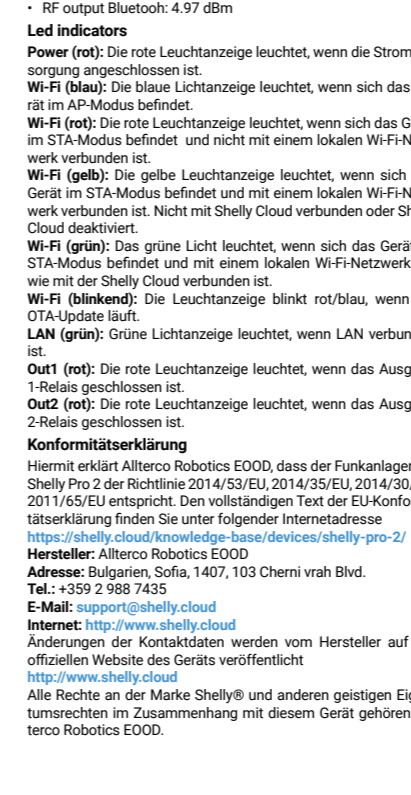 • RF output Bluetooh: 4.97 dBm
Led indicators
Power (rot): Die rote Leuchtanzeige leuchtet, wenn die Strom
sorgung angeschlossen ist.
Wi-Fi (blau): Die blaue Lichtanzeige leuchtet, wenn sich das
rät im AP-Modus befindet.
Wi-Fi (rot): Die rote Leuchtanzeige leuchtet, wenn sich das G
im STA-Modus befindet und nicht mit einem lokalen Wi-Fi-N
werk verbunden ist.
Wi-Fi (gelb): Die gelbe Leuchtanzeige leuchtet, wenn sich
Gerät im STA-Modus befindet und mit einem lokalen Wi-Fi-N
werk verbunden ist. Nicht mit Shelly Cloud verbunden oder Sh
Cloud deaktiviert.
Wi-Fi (grün): Das grüne Licht leuchtet, wenn sich das Gerät
STA-Modus befindet und mit einem lokalen Wi-Fi-Netzwerk
wie mit der Shelly Cloud verbunden ist.
Wi-Fi (blinkend): Die Leuchtanzeige blinkt rot/blau, wenn
OTA-Update läuft.
LAN (grün): Grüne Lichtanzeige leuchtet, wenn LAN verbun
ist.
Out1 (rot): Die rote Leuchtanzeige leuchtet, wenn das Ausg
1-Relais geschlossen ist.
Out2 (rot): Die rote Leuchtanzeige leuchtet, wenn das Ausg
2-Relais geschlossen ist.
Konformitätserklärung
Hiermit erklärt Allterco Robotics EOOD, dass der Funkanlagen
Shelly Pro 2 der Richtlinie 2014/53/EU, 2014/35/EU, 2014/30/
2011/65/EU entspricht. Den vollständigen Text der EU-Konfo
tätserklärung finden Sie unter folgender Internetadresse
https://shelly.cloud/knowledge-base/devices/shelly-pro-2/
Hersteller: Allterco Robotics EOOD
Adresse: Bulgarien, Sofia, 1407, 103 Cherni vrah Blvd.
Tel.: +359 2 988 7435
E-Mail: support@shelly.cloud
Internet: http://www.shelly.cloud
Änderungen der Kontaktdaten werden vom Hersteller auf
offiziellen Website des Geräts veröffentlicht
http://www.shelly.cloud
Alle Rechte an der Marke Shelly® und anderen geistigen Eig
tumsrechten im Zusammenhang mit diesem Gerät gehören
terco Robotics EOOD.